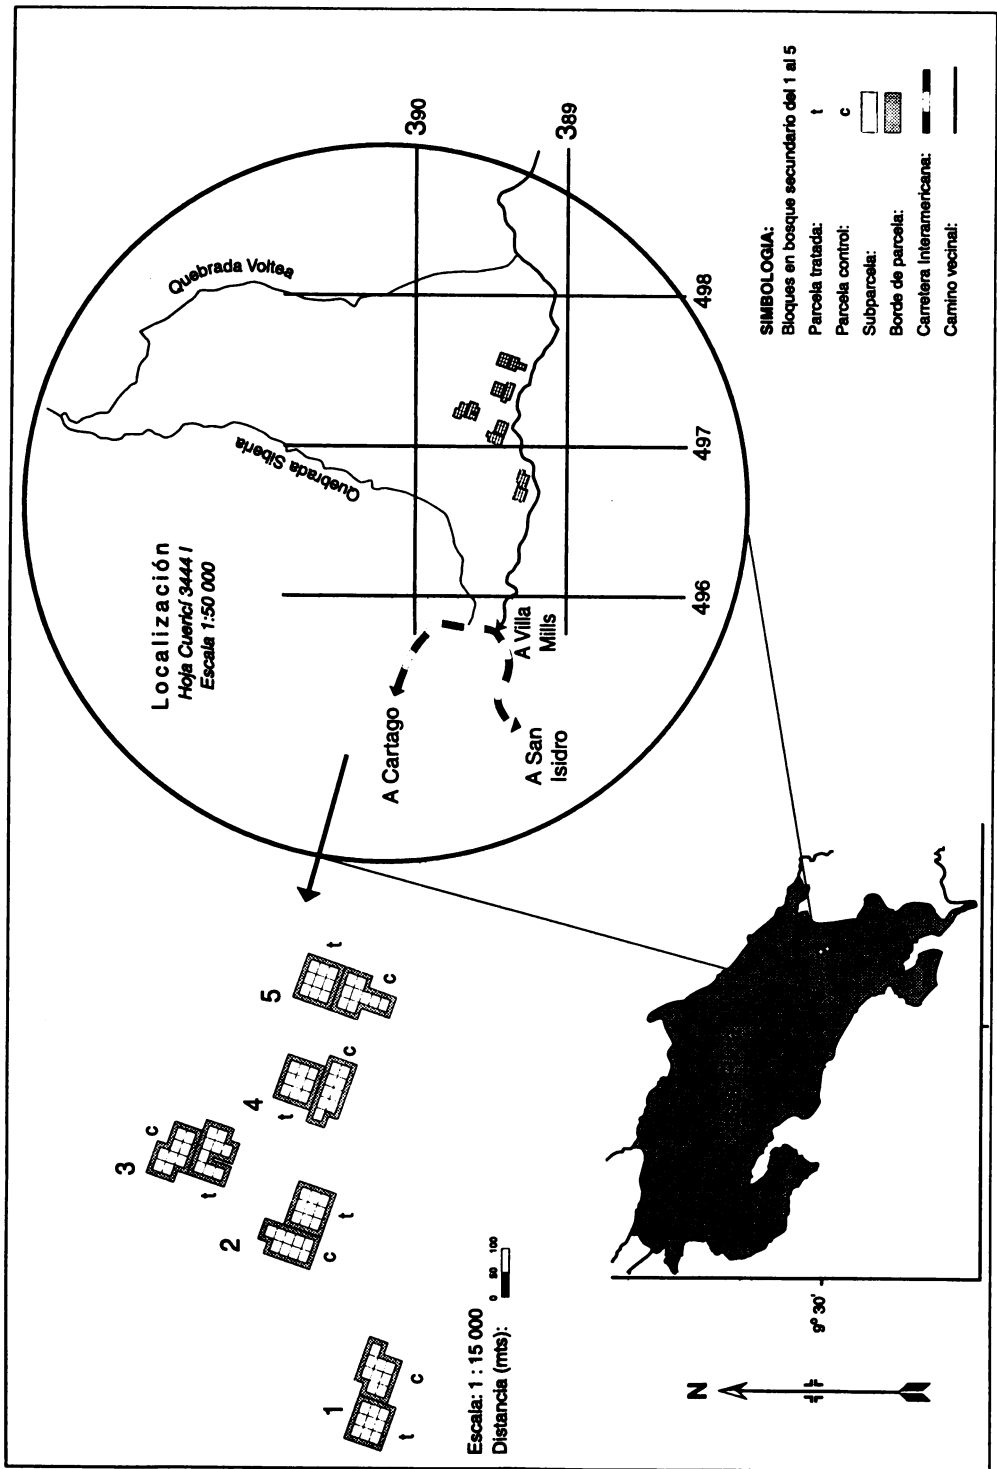 Localización
Hoja Cuericí 3444 I
Escala 1:50 000
Quebrada Voltea
Quebrada Siberia
390
389
496
497
498
A Cartago
A Villa
Mills
A San
Isidro
1
t
c
2
c
t
3
c
t
4
t
c
5
t
c
Escala: 1 : 15 000
Distancia (mts):
0 50 100
N
9° 30'
SIMBOLOGIA:
Bloques en bosque secundario del 1 al 5
Parcela tratada: t
Parcela control: c
Subparcela:
Borde de parcela:
Carretera Interamericana:
Camino vecinal: